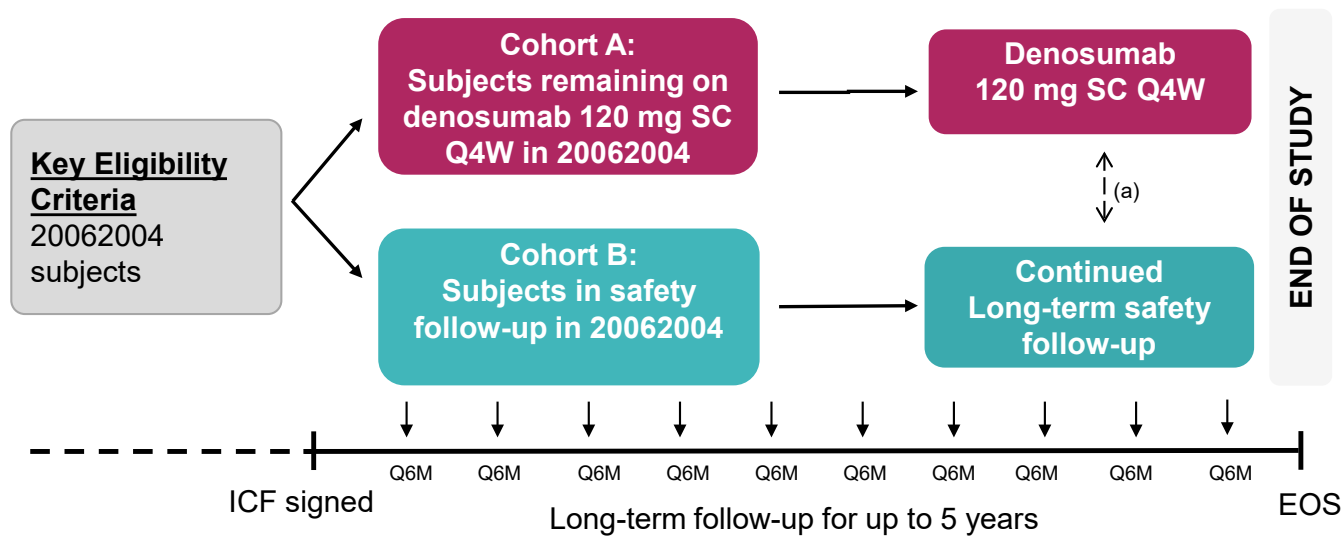 Key Eligibility
Criteria
20062004
subjects
Cohort A:
Subjects remaining on
denosumab 120 mg SC
Q4W in 20062004
Denosumab
120 mg SC Q4W
(a)
Cohort B:
Subjects in safety
follow-up in 20062004
Continued
Long-term safety
follow-up
END OF STUDY
Q6M Q6M Q6M Q6M Q6M Q6M Q6M Q6M Q6M Q6M
ICF signed
EOS
Long-term follow-up for up to 5 years